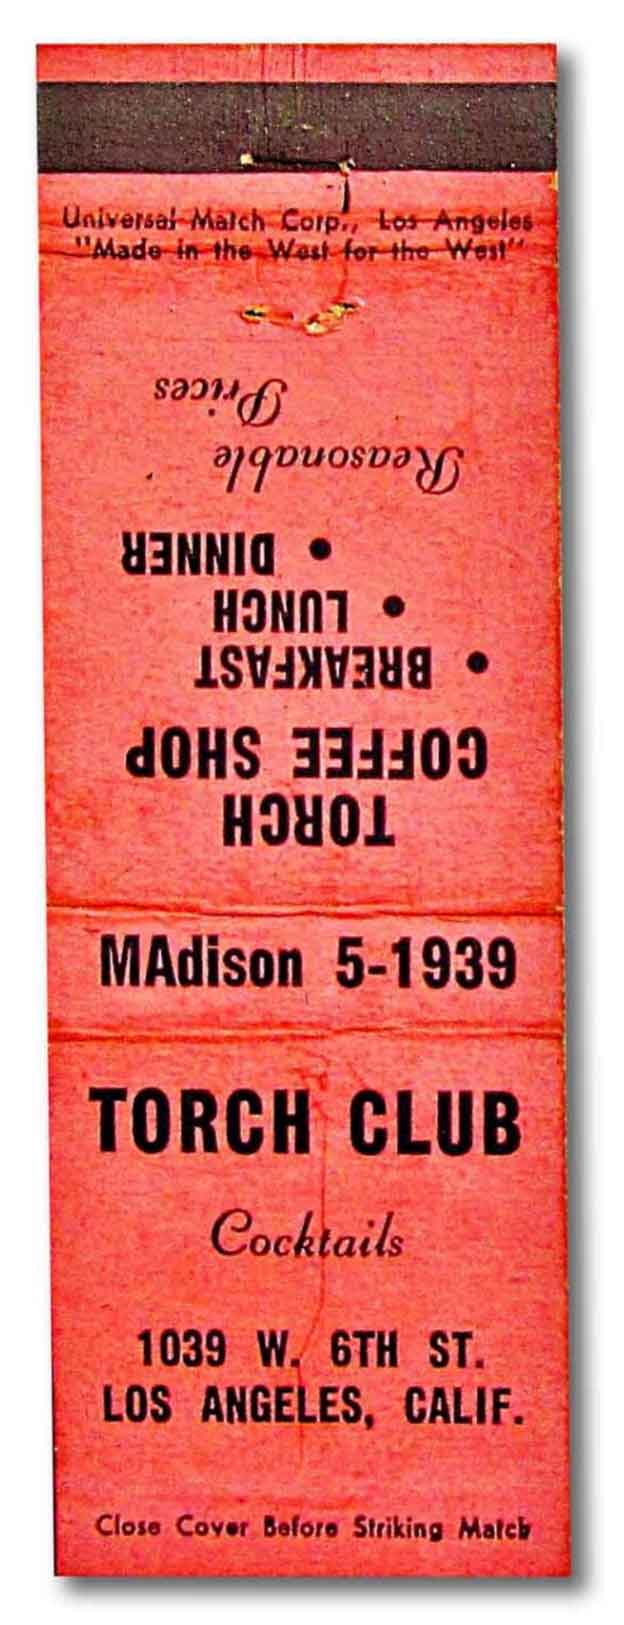 Universal Match Corp., Los Angeles
"Made in the West for the West"
TORCH
COFFEE SHOP
• BREAKFAST
• LUNCH
• DINNER
Reasonable
Prices
MAdison 5-1939
TORCH CLUB
Cocktails
1039 W. 6TH ST.
LOS ANGELES, CALIF.
Close Cover Before Striking Match